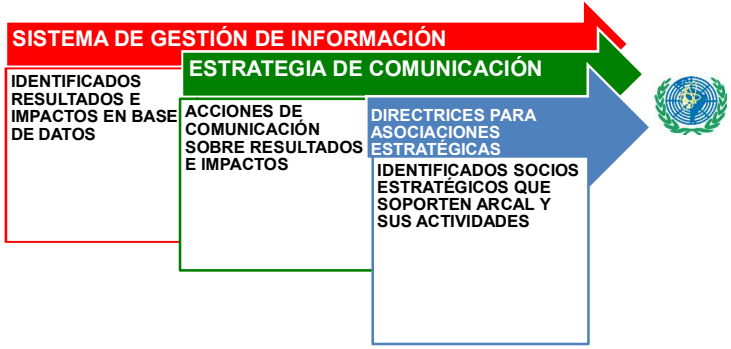 SISTEMA DE GESTIÓN DE INFORMACIÓN
IDENTIFICADOS
RESULTADOS E
IMPACTOS EN BASE
DE DATOS
ESTRATEGIA DE COMUNICACIÓN
ACCIONES DE
COMUNICACIÓN
SOBRE RESULTADOS
E IMPACTOS
DIRECTRICES PARA
ASOCIACIONES
ESTRATÉGICAS
IDENTIFICADOS SOCIOS
ESTRATÉGICOS QUE
SOPORTEN ARCAL Y
SUS ACTIVIDADES